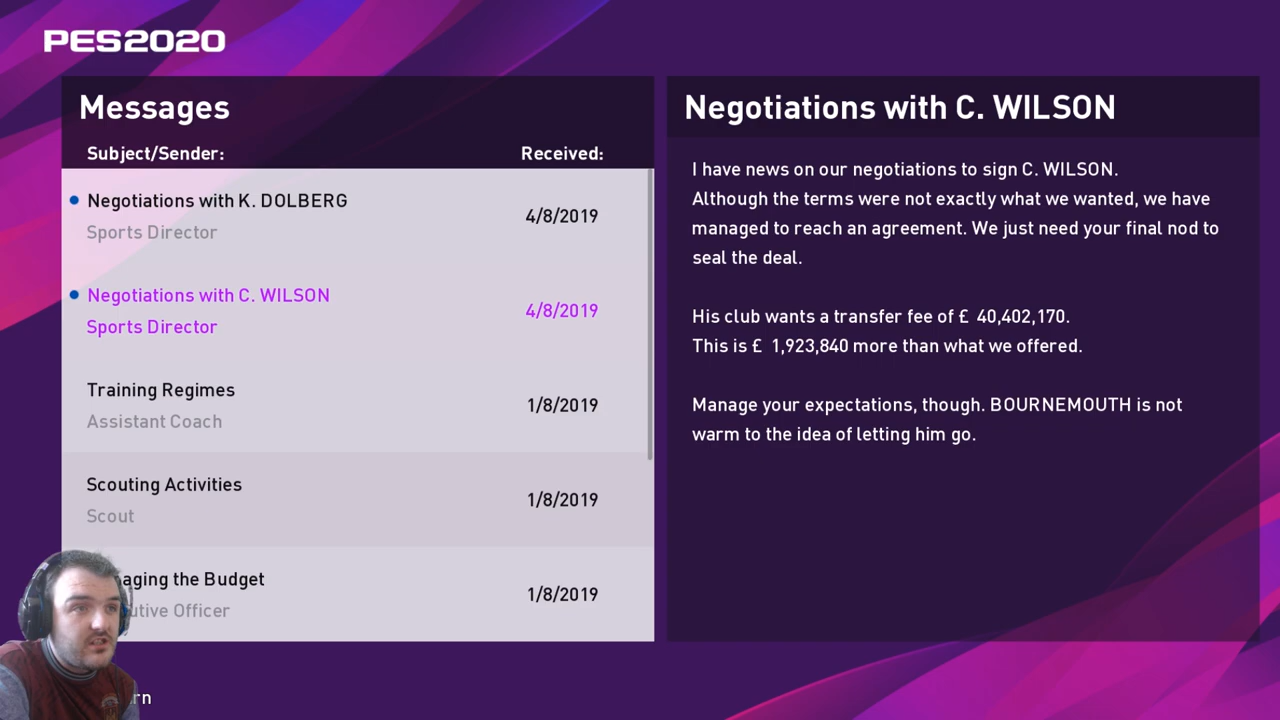 PES2020
Messages
Subject/Sender:
Received:
Negotiations with K. DOLBERG
Sports Director
4/8/2019
Negotiations with C. WILSON
Sports Director
4/8/2019
Training Regimes
Assistant Coach
1/8/2019
Scouting Activities
Scout
1/8/2019
aging the Budget
utive Officer
1/8/2019
rn
Negotiations with C. WILSON
I have news on our negotiations to sign C. WILSON.
Although the terms were not exactly what we wanted, we have
managed to reach an agreement. We just need your final nod to
seal the deal.
His club wants a transfer fee of £ 40,402,170.
This is £ 1,923,840 more than what we offered.
Manage your expectations, though. BOURNEMOUTH is not
warm to the idea of letting him go.